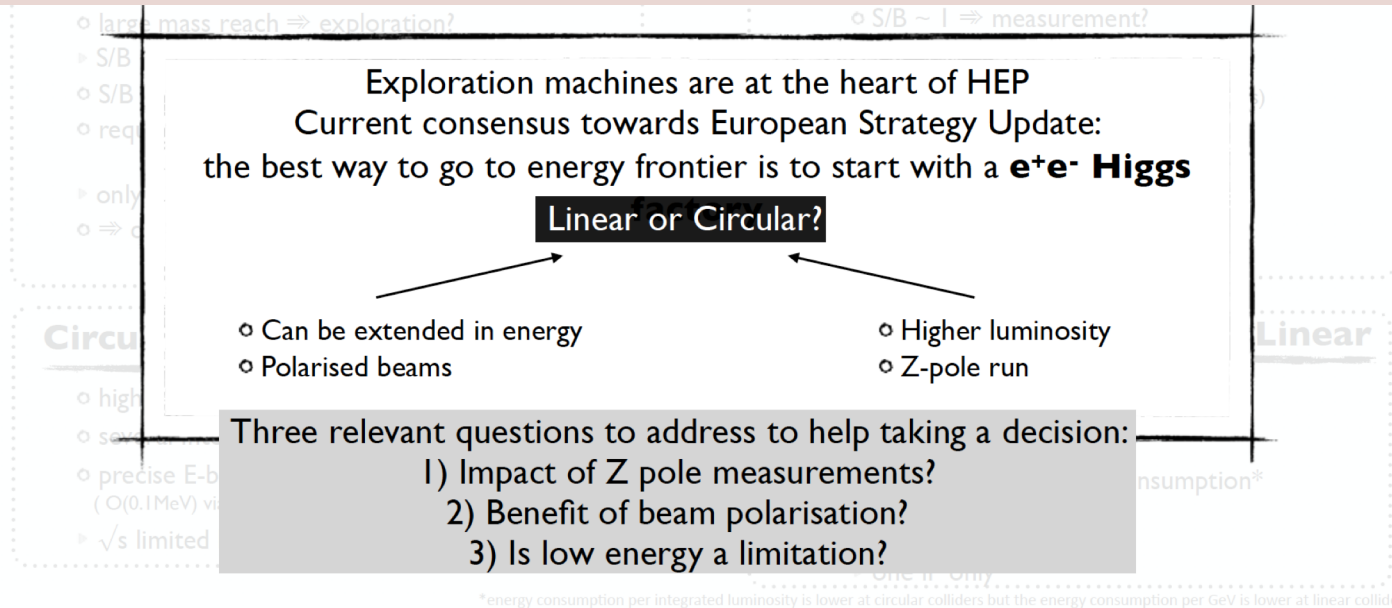 large mass reach ⇒ exploration?
S/B ~ 1 ⇒ measurement?
S/B
S/B
only
Exploration machines are at the heart of HEP
Current consensus towards European Strategy Update:
the best way to go to energy frontier is to start with a e⁺e⁻ Higgs
factory
Linear or Circular?
Can be extended in energy
Polarised beams
Higher luminosity
Z-pole run
Linear
high
precise E-b
( O(0.1MeV) via
√s limited
Three relevant questions to address to help taking a decision:
1) Impact of Z pole measurements?
2) Benefit of beam polarisation?
3) Is low energy a limitation?
nsumption*
one IP only
*energy consumption per integrated luminosity is lower at circular colliders but the energy consumption per GeV is lower at linear collid